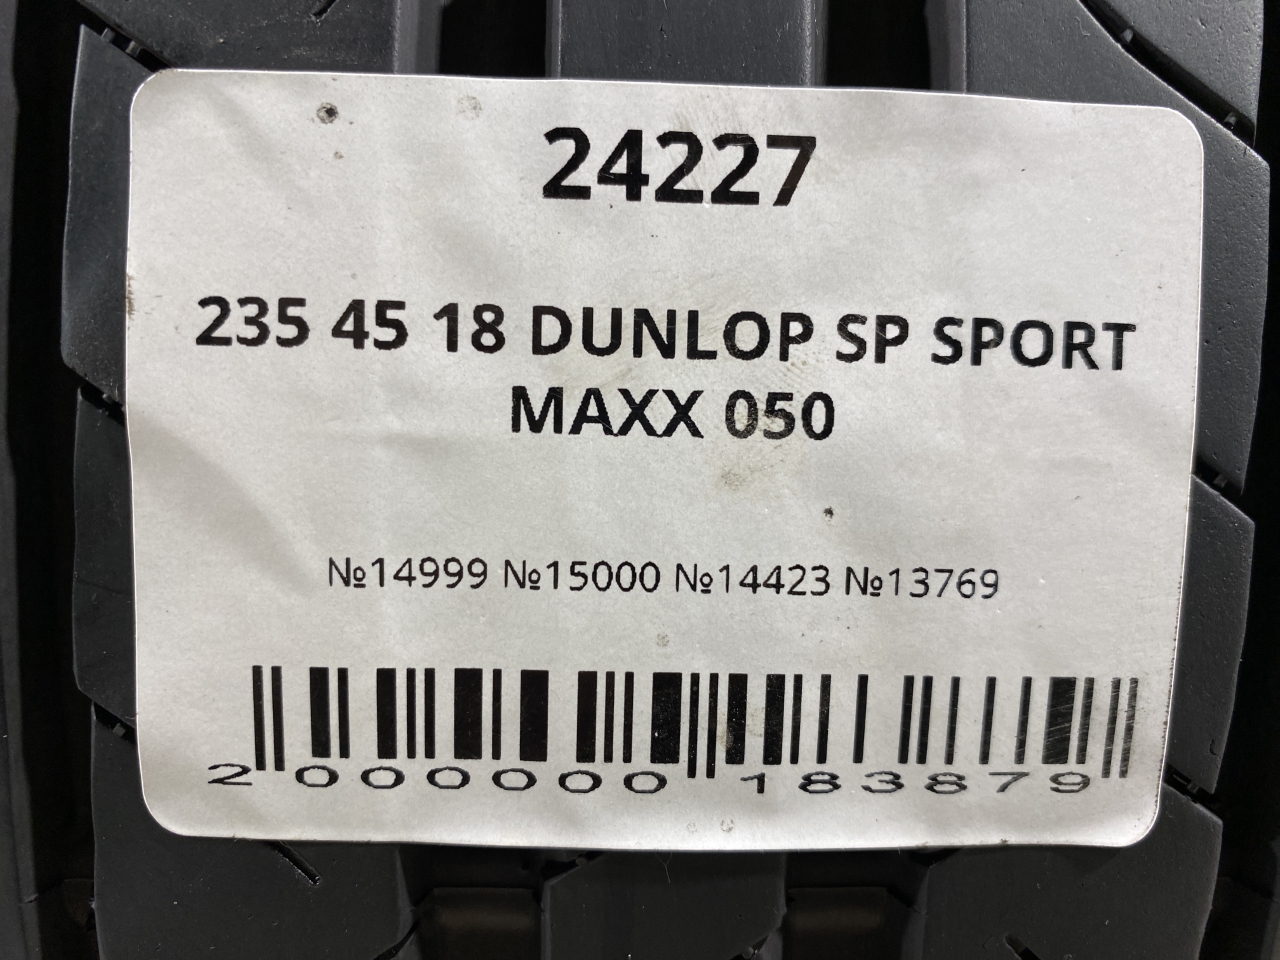 24227
235 45 18 DUNLOP SP SPORT
MAXX 050
№14999 №15000 №14423 №13769
2 000000 183879